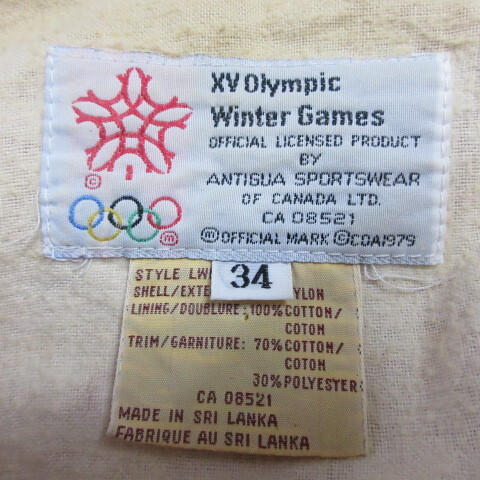 XV Olympic
Winter Games
OFFICIAL LICENSED PRODUCT
BY
ANTIGUA SPORTSWEAR
OF CANADA LTD.
CA 08521
Ⓜ OFFICIAL MARK © COA 1979
©
Ⓜ
34
STYLE
SHELL/EXTE YLON
LINING/DOUBLURE: 100% COTTON/
COTON
TRIM/GARNITURE: 70% COTTON/
COTON
30% POLYESTER
CA 08521
MADE IN SRI LANKA
FABRIQUE AU SRI LANKA